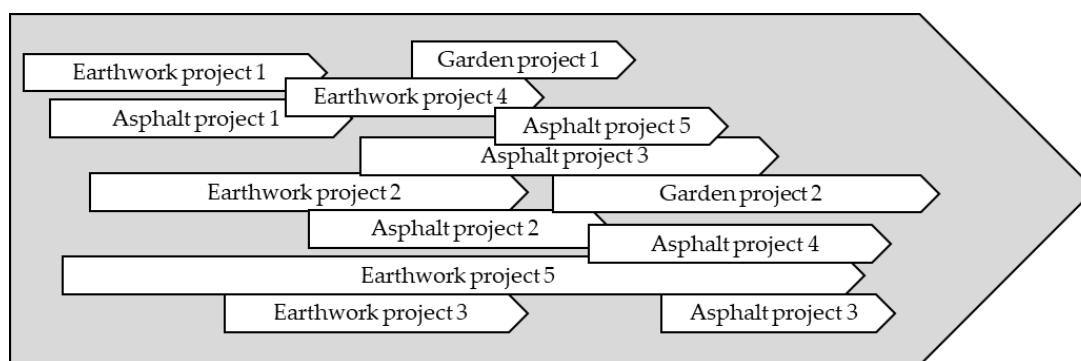 Earthwork project 1
Garden project 1
Earthwork project 4
Asphalt project 1
Asphalt project 5
Asphalt project 3
Earthwork project 2
Garden project 2
Asphalt project 2
Asphalt project 4
Earthwork project 5
Earthwork project 3
Asphalt project 3